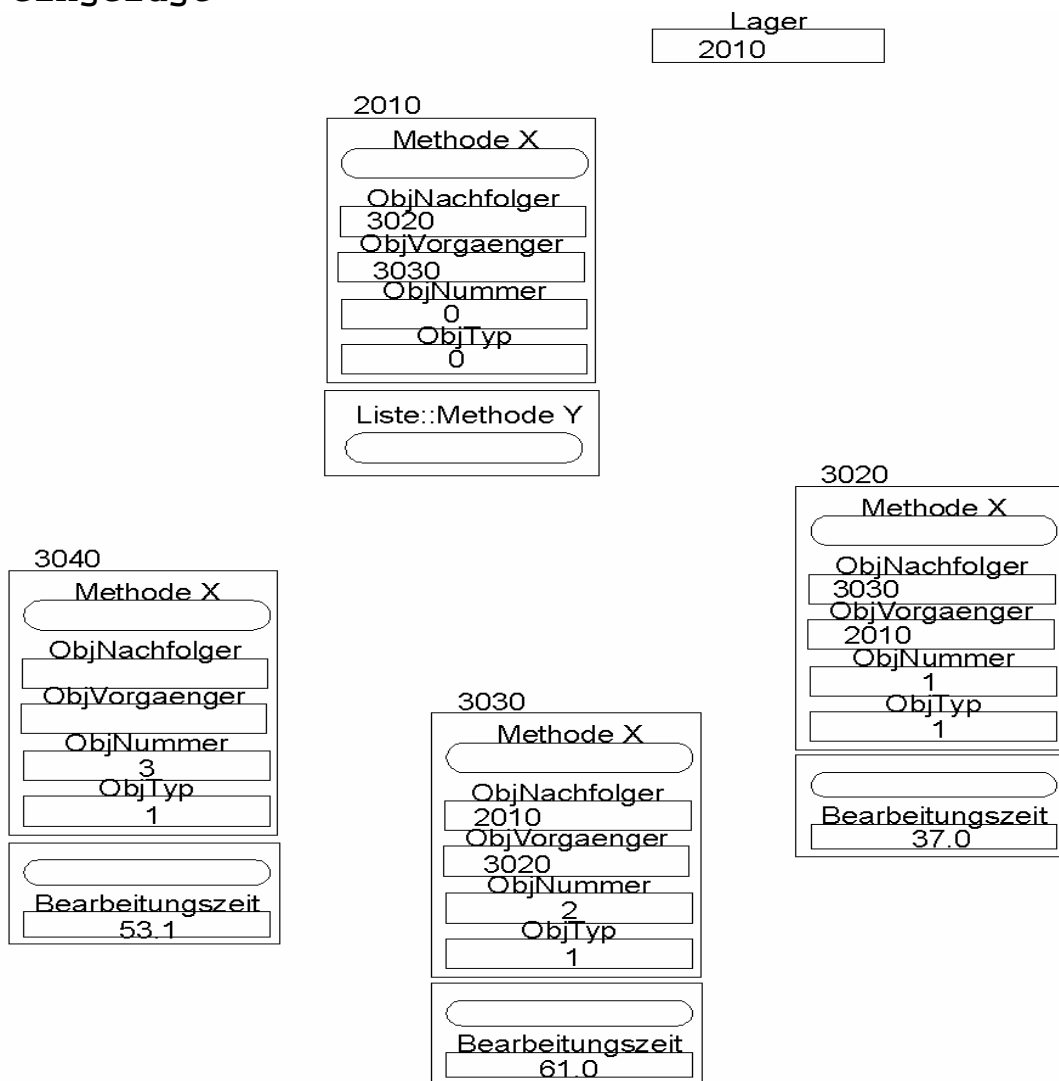 Lager
2010
2010
Methode X
ObjNachfolger
3020
ObjVorgaenger
3030
ObjNummer
0
ObjTyp
0
Liste::Methode Y
3020
Methode X
ObjNachfolger
3030
ObjVorgaenger
2010
ObjNummer
1
ObjTyp
1
Bearbeitungszeit
37.0
3040
Methode X
ObjNachfolger
ObjVorgaenger
ObjNummer
3
ObjTyp
1
Bearbeitungszeit
53.1
3030
Methode X
ObjNachfolger
2010
ObjVorgaenger
3020
ObjNummer
2
ObjTyp
1
Bearbeitungszeit
61.0